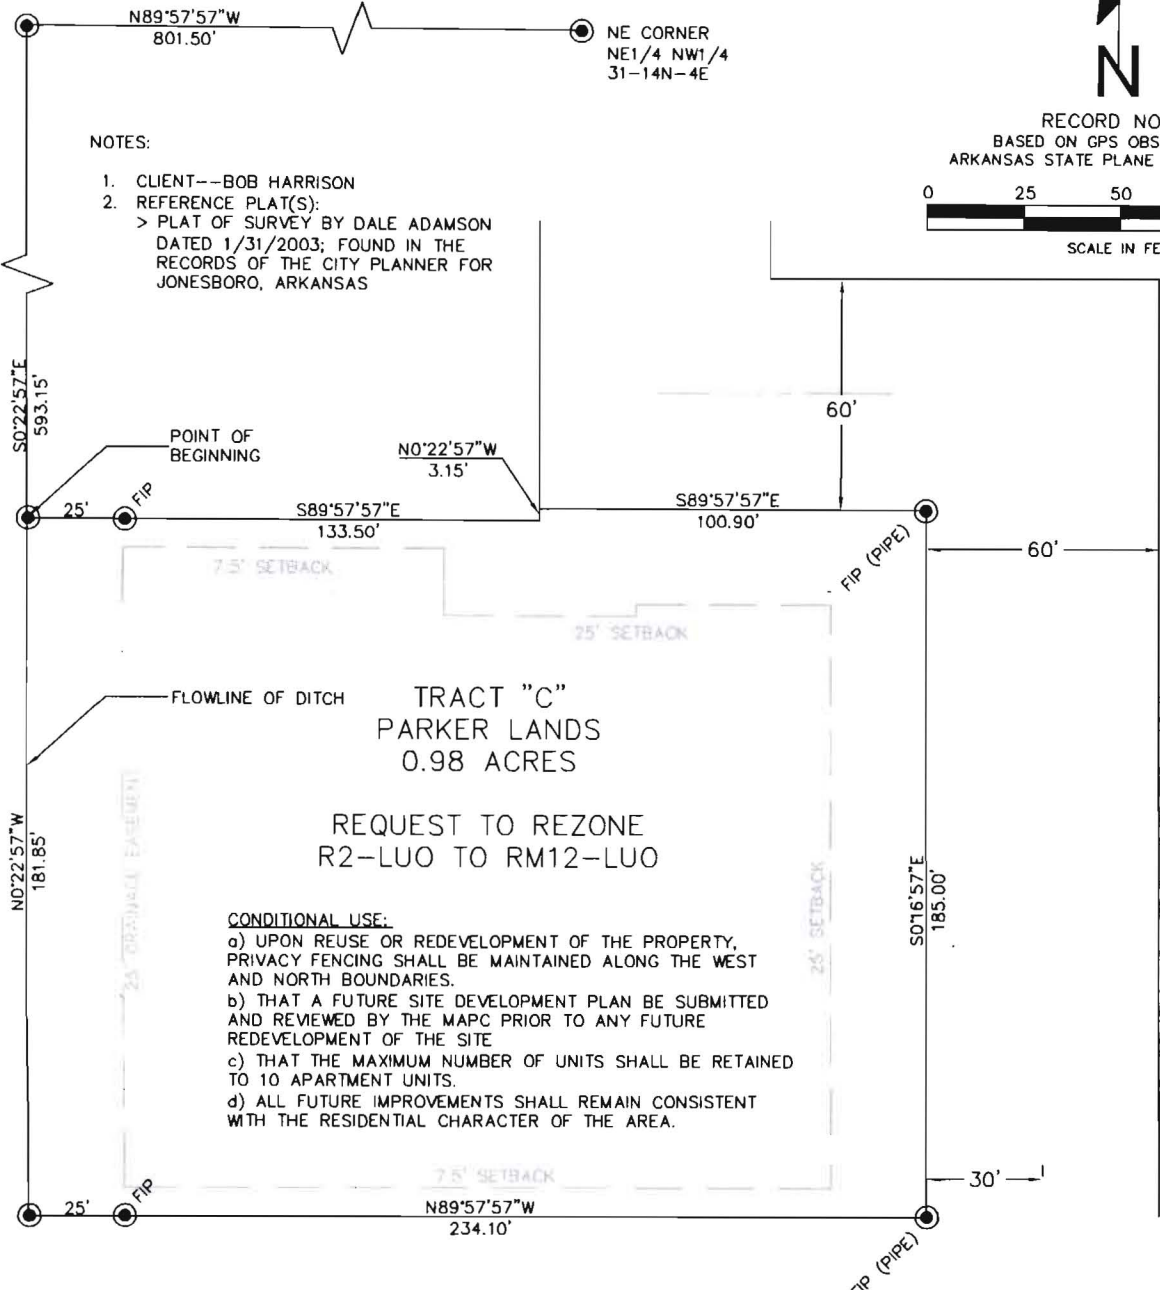 N89°57'57"W
801.50'
NE CORNER
NE1/4 NW1/4
31-14N-4E
N
RECORD NO
BASED ON GPS OBS
ARKANSAS STATE PLANE
0 25 50
SCALE IN FE
NOTES:
1. CLIENT--BOB HARRISON
2. REFERENCE PLAT(S):
> PLAT OF SURVEY BY DALE ADAMSON
DATED 1/31/2003; FOUND IN THE
RECORDS OF THE CITY PLANNER FOR
JONESBORO, ARKANSAS
S0°22'57"E
593.15'
60'
POINT OF
BEGINNING
N0°22'57"W
3.15'
25'
FIP
S89°57'57"E
133.50'
S89°57'57"E
100.90'
FIP (PIPE)
60'
7.5' SETBACK
25' SETBACK
FLOWLINE OF DITCH
TRACT "C"
PARKER LANDS
0.98 ACRES
REQUEST TO REZONE
R2-LUO TO RM12-LUO
N0°22'57"W
181.85'
25' DRAINAGE EASEMENT
25' SETBACK
S0°16'57"E
185.00'
CONDITIONAL USE:
a) UPON REUSE OR REDEVELOPMENT OF THE PROPERTY,
PRIVACY FENCING SHALL BE MAINTAINED ALONG THE WEST
AND NORTH BOUNDARIES.
b) THAT A FUTURE SITE DEVELOPMENT PLAN BE SUBMITTED
AND REVIEWED BY THE MAPC PRIOR TO ANY FUTURE
REDEVELOPMENT OF THE SITE
c) THAT THE MAXIMUM NUMBER OF UNITS SHALL BE RETAINED
TO 10 APARTMENT UNITS.
d) ALL FUTURE IMPROVEMENTS SHALL REMAIN CONSISTENT
WITH THE RESIDENTIAL CHARACTER OF THE AREA.
7.5' SETBACK
30'
25'
FIP
N89°57'57"W
234.10'
FIP (PIPE)